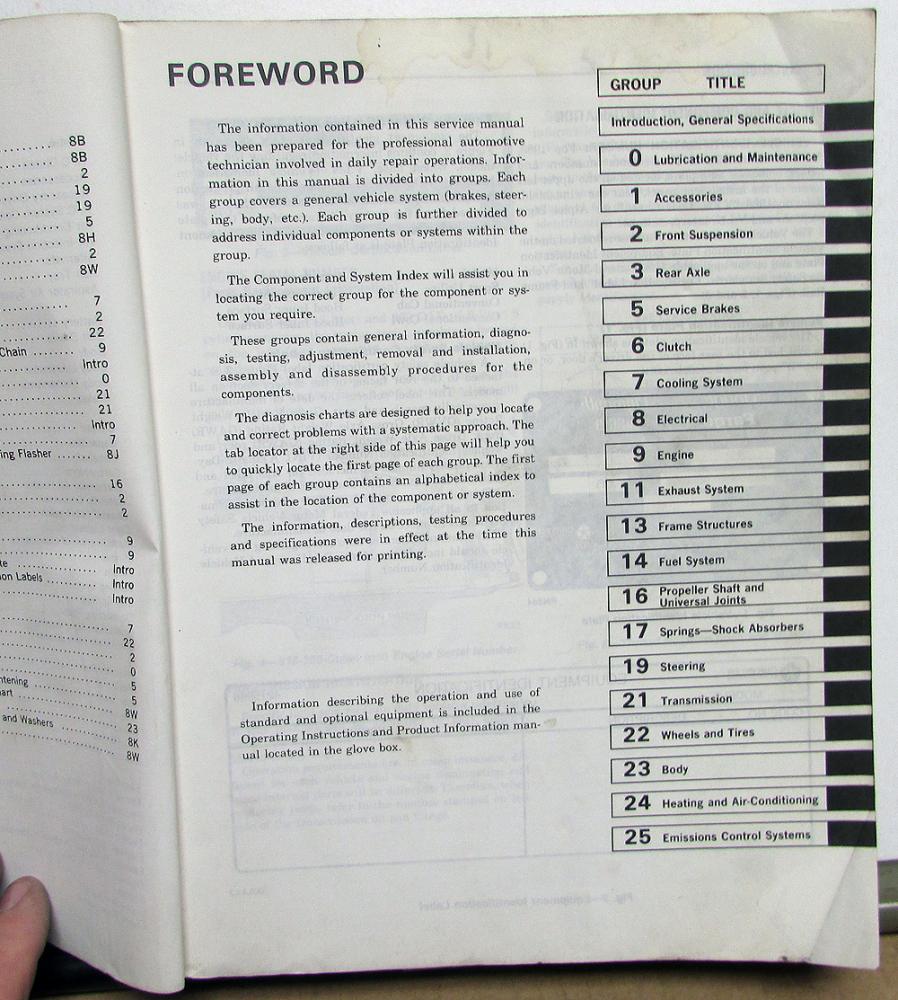 8B
8B
2
19
19
5
8H
2
8W
7
2
22
Chain ........ 9
Intro
0
21
21
Intro
7
ing Flasher ...... 8J
16
2
2
9
9
Intro
ion Labels .......... Intro
Intro
7
22
2
0
5
5
8W
and Washers 23
8K
8W
FOREWORD
The information contained in this service manual
has been prepared for the professional automotive
technician involved in daily repair operations. Infor-
mation in this manual is divided into groups. Each
group covers a general vehicle system (brakes, steer-
ing, body, etc.). Each group is further divided to
address individual components or systems within the
group.
The Component and System Index will assist you in
locating the correct group for the component or sys-
tem you require.
These groups contain general information, diagno-
sis, testing, adjustment, removal and installation,
assembly and disassembly procedures for the
components.
The diagnosis charts are designed to help you locate
and correct problems with a systematic approach. The
tab locator at the right side of this page will help you
to quickly locate the first page of each group. The first
page of each group contains an alphabetical index to
assist in the location of the component or system.
The information, descriptions, testing procedures
and specifications were in effect at the time this
manual was released for printing.
Information describing the operation and use of
standard and optional equipment is included in the
Operating Instructions and Product Information man-
ual located in the glove box.
GROUP TITLE
Introduction, General Specifications
0 Lubrication and Maintenance
1 Accessories
2 Front Suspension
3 Rear Axle
5 Service Brakes
6 Clutch
7 Cooling System
8 Electrical
9 Engine
11 Exhaust System
13 Frame Structures
14 Fuel System
16 Propeller Shaft and
Universal Joints
17 Springs—Shock Absorbers
19 Steering
21 Transmission
22 Wheels and Tires
23 Body
24 Heating and Air-Conditioning
25 Emissions Control Systems